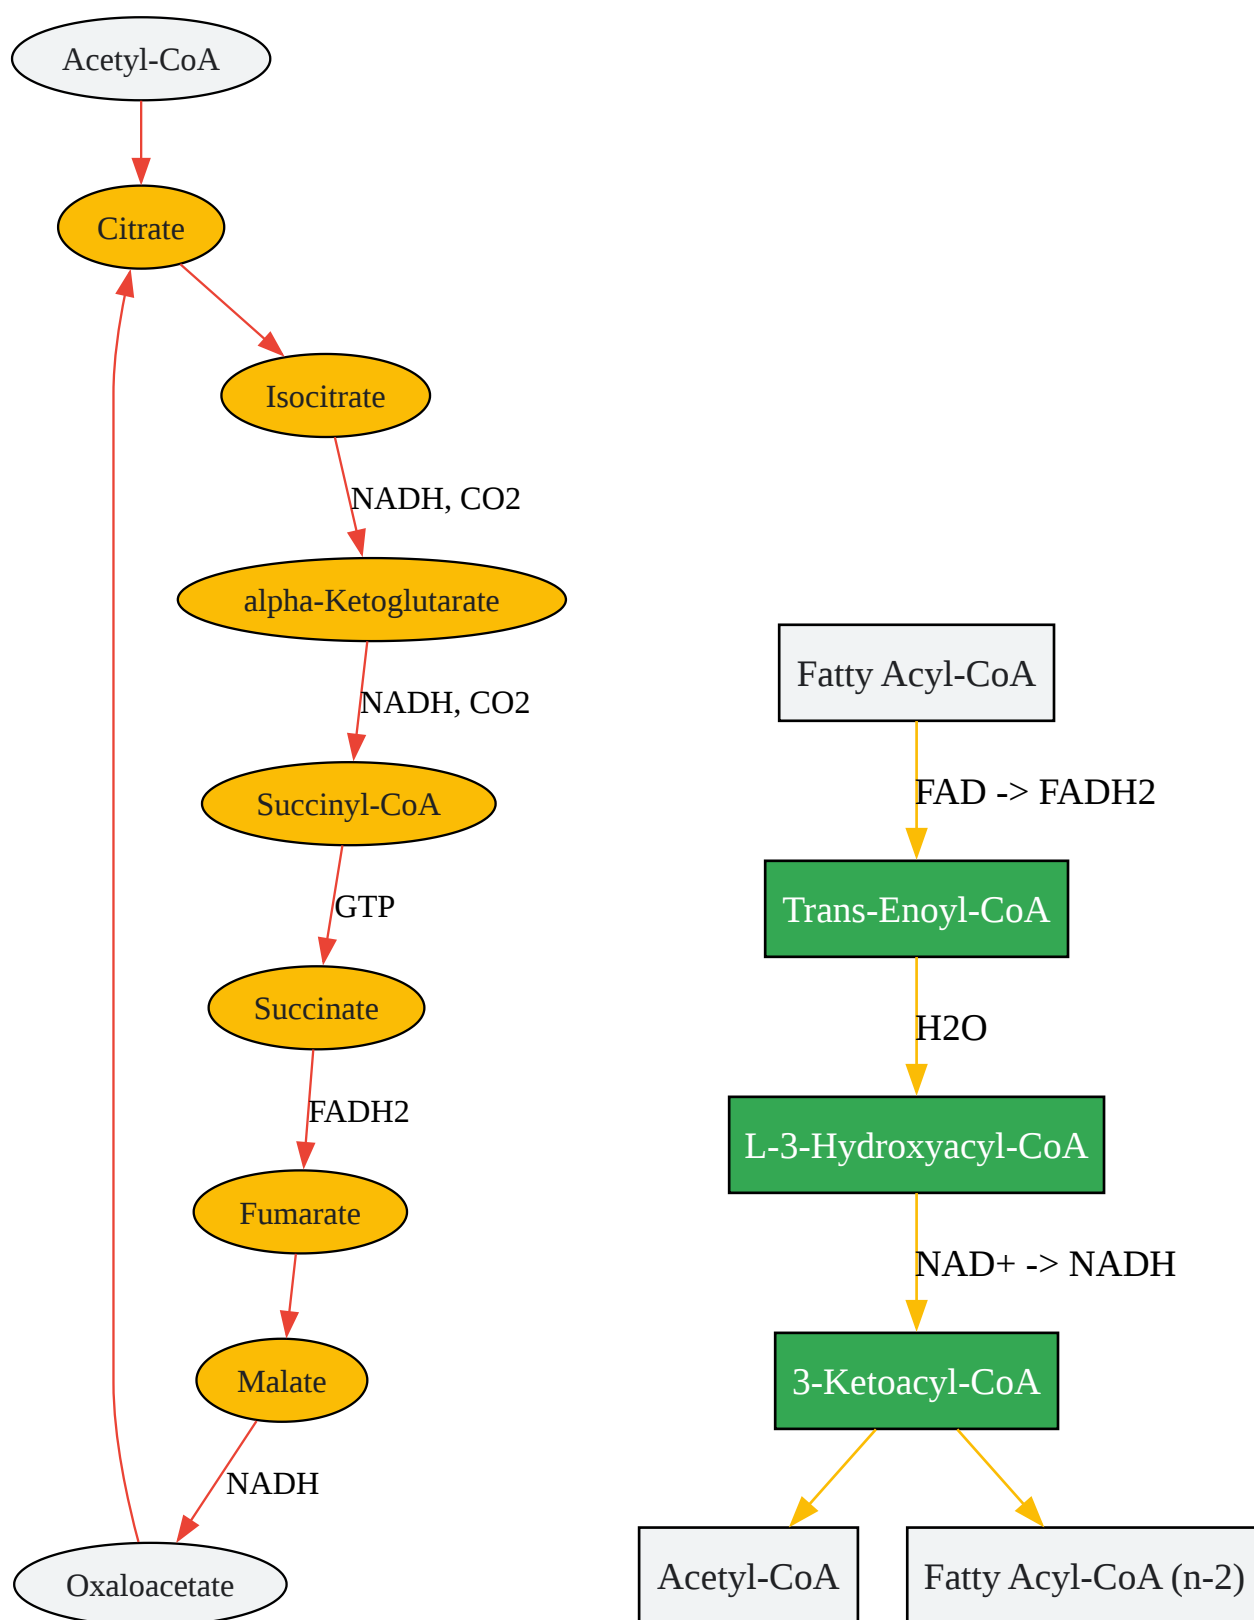 Acetyl-CoA
Citrate
Isocitrate
NADH, CO2
alpha-Ketoglutarate
NADH, CO2
Succinyl-CoA
GTP
Succinate
FADH2
Fumarate
Malate
NADH
Oxaloacetate
Fatty Acyl-CoA
FAD -> FADH2
Trans-Enoyl-CoA
H2O
L-3-Hydroxyacyl-CoA
NAD+ -> NADH
3-Ketoacyl-CoA
Acetyl-CoA
Fatty Acyl-CoA (n-2)